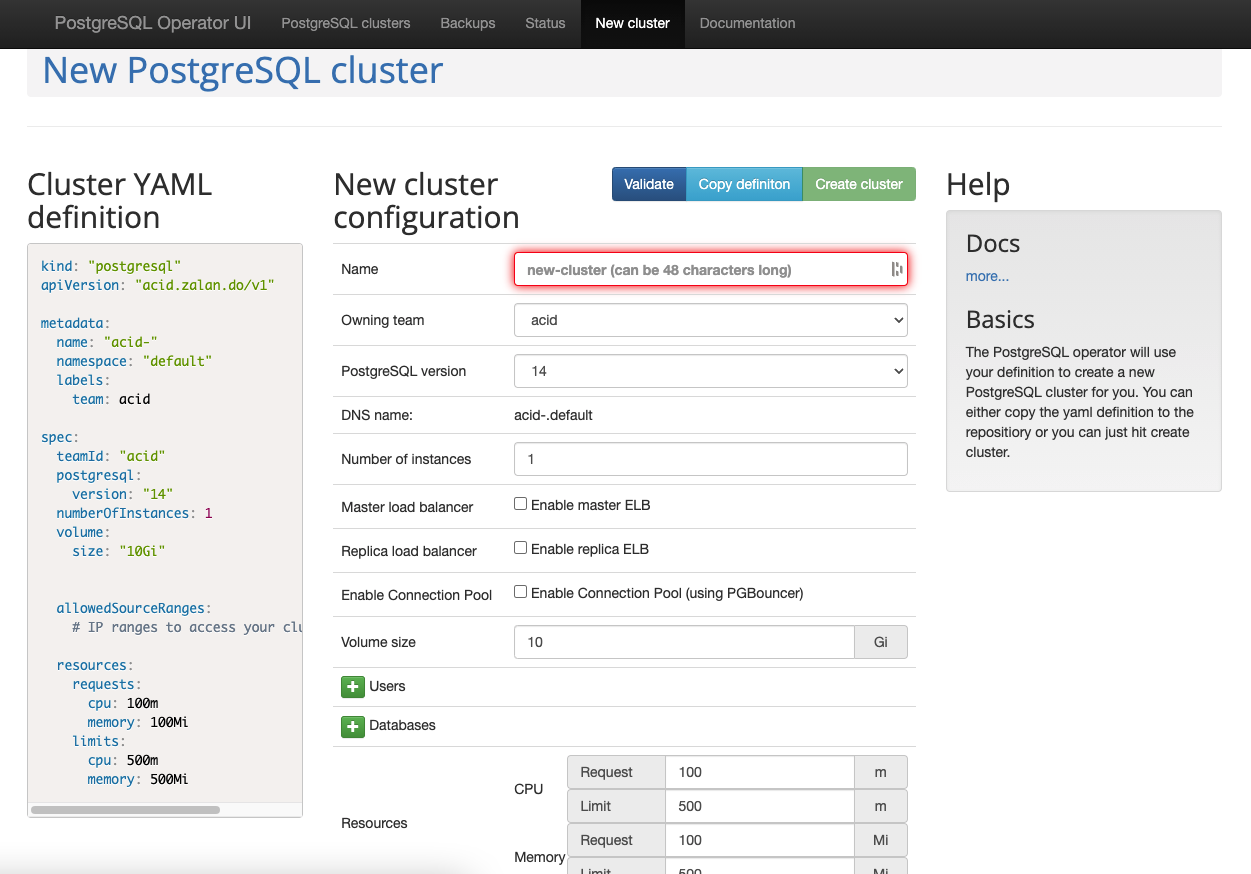 PostgreSQL Operator UI PostgreSQL clusters Backups Status New cluster Documentation
New PostgreSQL cluster
Cluster YAML
definition
kind: "postgresql"
apiVersion: "acid.zalan.do/v1"
metadata:
name: "acid-"
namespace: "default"
labels:
team: acid
spec:
teamId: "acid"
postgresql:
version: "14"
numberOfInstances: 1
volume:
size: "10Gi"
allowedSourceRanges:
# IP ranges to access your clu
resources:
requests:
cpu: 100m
memory: 100Mi
limits:
cpu: 500m
memory: 500Mi
New cluster
configuration
Validate Copy definiton Create cluster
Name new-cluster (can be 48 characters long)
Owning team acid
PostgreSQL version 14
DNS name: acid-.default
Number of instances 1
Master load balancer Enable master ELB
Replica load balancer Enable replica ELB
Enable Connection Pool Enable Connection Pool (using PGBouncer)
Volume size 10 Gi
Users
Databases
Resources
CPU
Request 100 m
Limit 500 m
Memory
Request 100 Mi
Limit 500 Mi
Help
Docs
more...
Basics
The PostgreSQL operator will use
your definition to create a new
PostgreSQL cluster for you. You can
either copy the yaml definition to the
repositiory or you can just hit create
cluster.